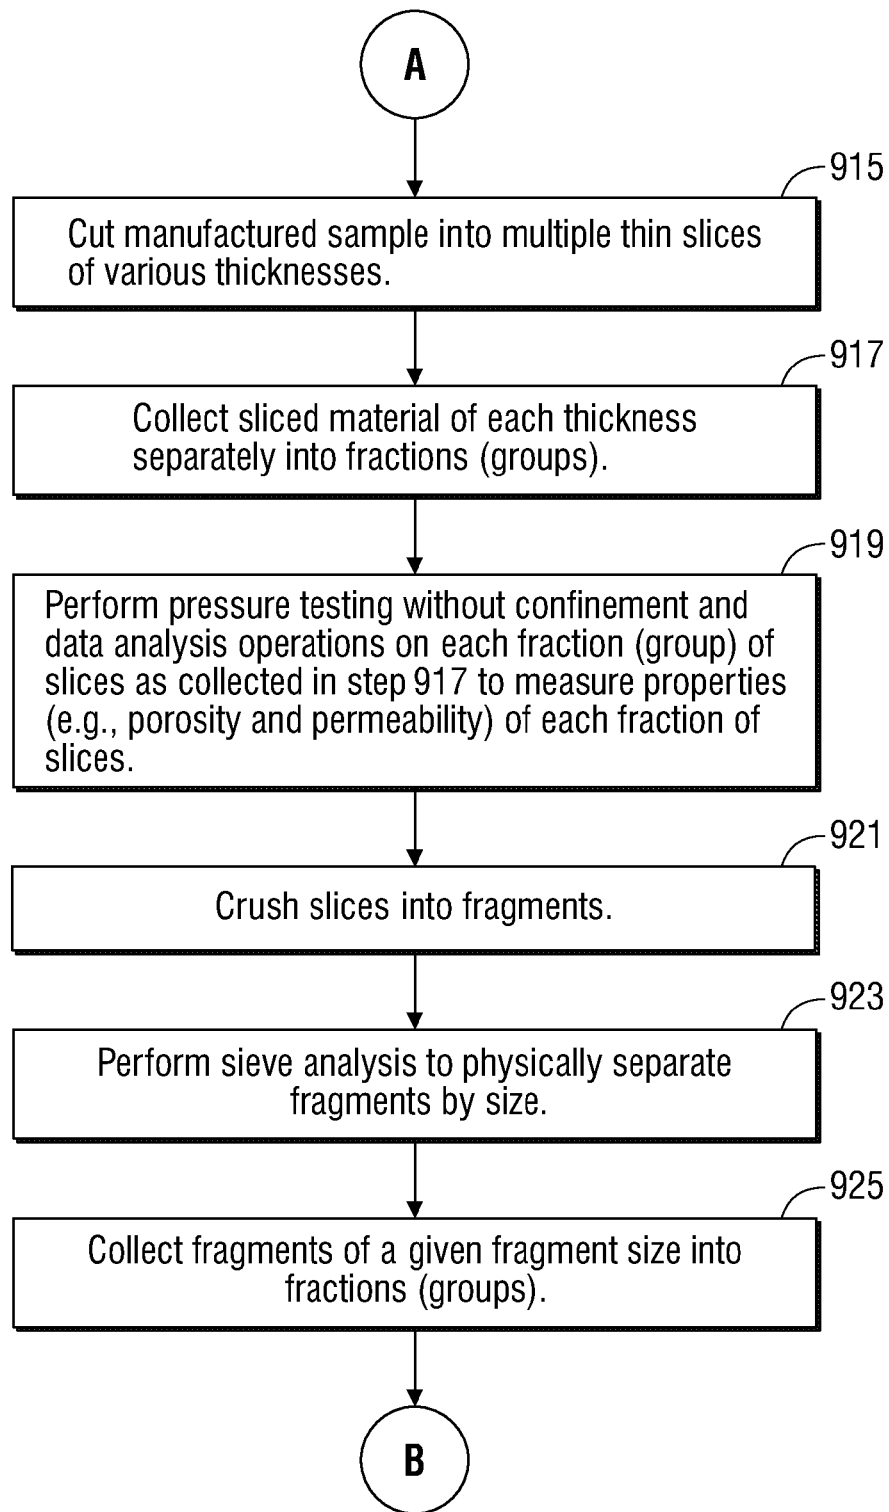 A
915
Cut manufactured sample into multiple thin slices
of various thicknesses.
917
Collect sliced material of each thickness
separately into fractions (groups).
919
Perform pressure testing without confinement and
data analysis operations on each fraction (group) of
slices as collected in step 917 to measure properties
(e.g., porosity and permeability) of each fraction of
slices.
921
Crush slices into fragments.
923
Perform sieve analysis to physically separate
fragments by size.
925
Collect fragments of a given fragment size into
fractions (groups).
B